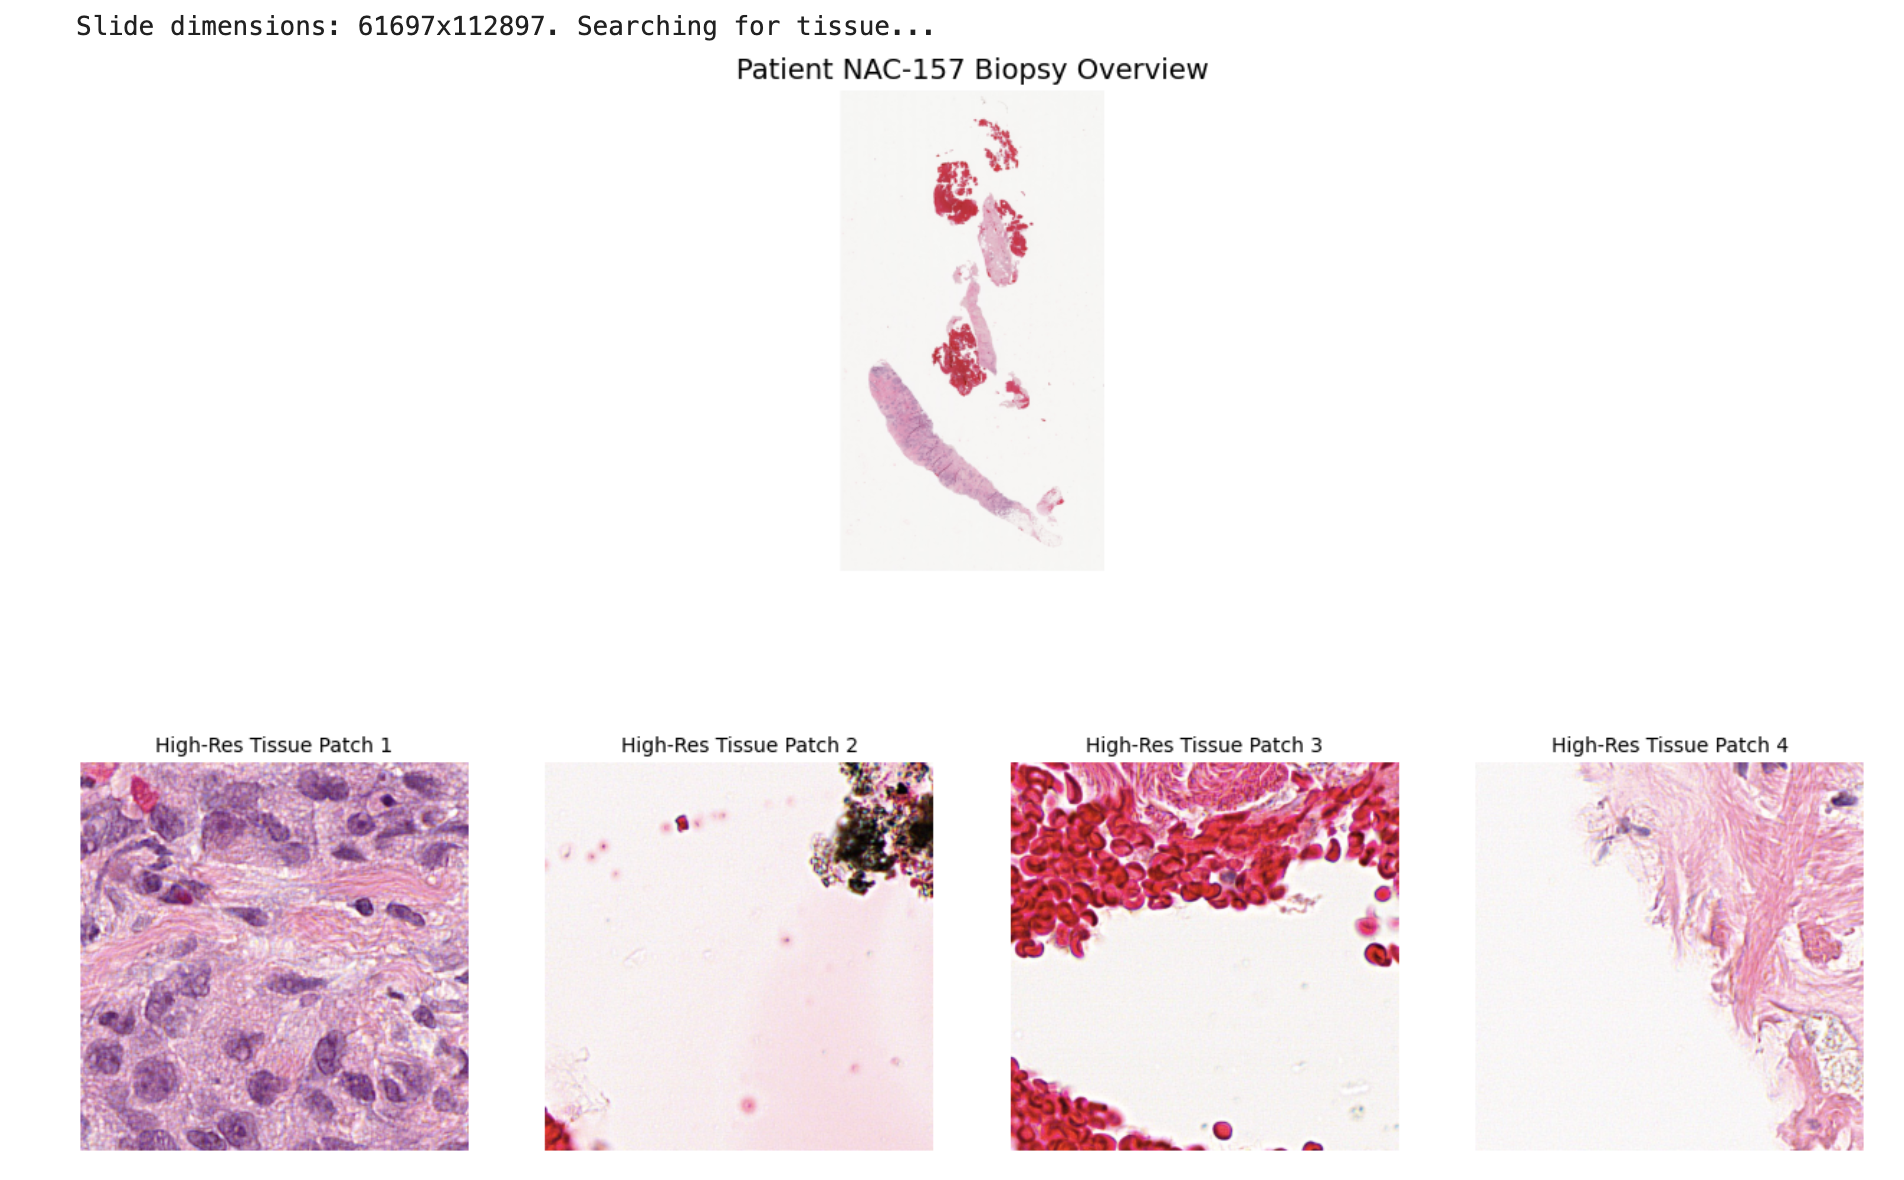 Slide dimensions: 61697x112897. Searching for tissue...
Patient NAC-157 Biopsy Overview
High-Res Tissue Patch 1
High-Res Tissue Patch 2
High-Res Tissue Patch 3
High-Res Tissue Patch 4